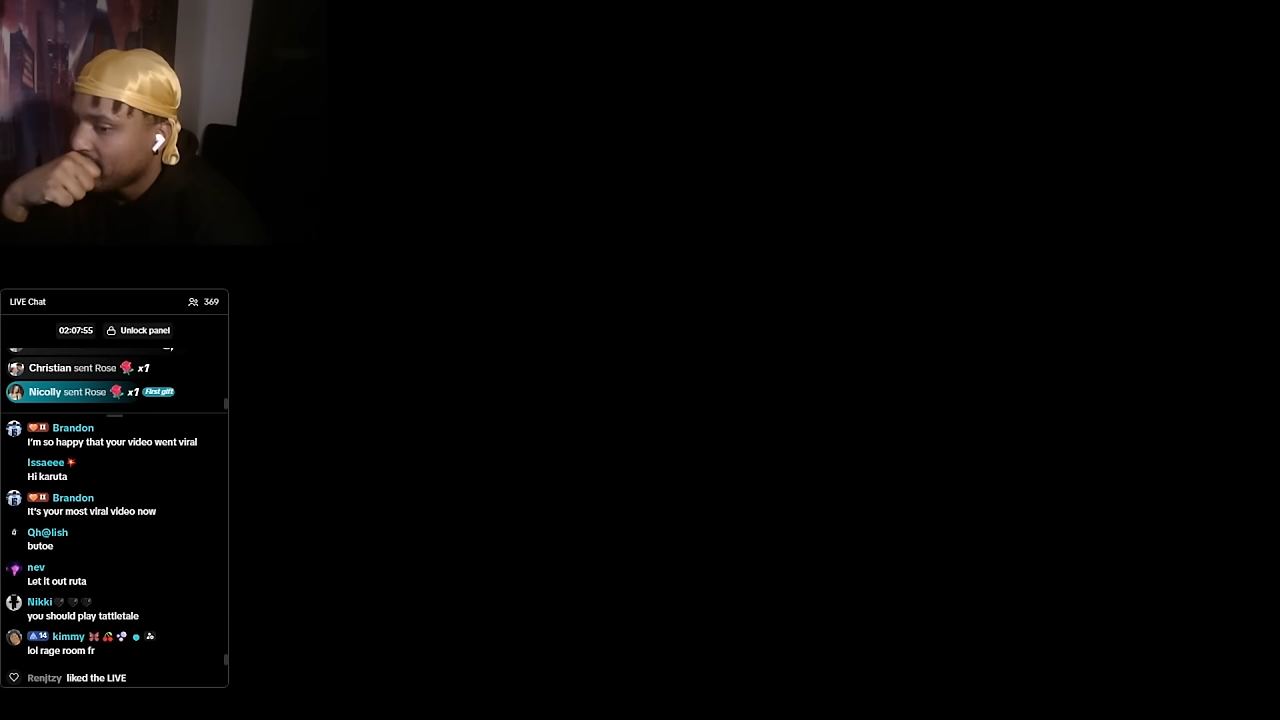 LIVE Chat 369
02:07:55 Unlock panel
Christian sent Rose x1
Nicolly sent Rose x1 First gift
II Brandon
I'm so happy that your video went viral
Issaeee
Hi karuta
II Brandon
It's your most viral video now
Qh@lish
butoe
nev
Let it out ruta
Nikki
you should play tattletale
14 kimmy
lol rage room fr
Renjtzy liked the LIVE